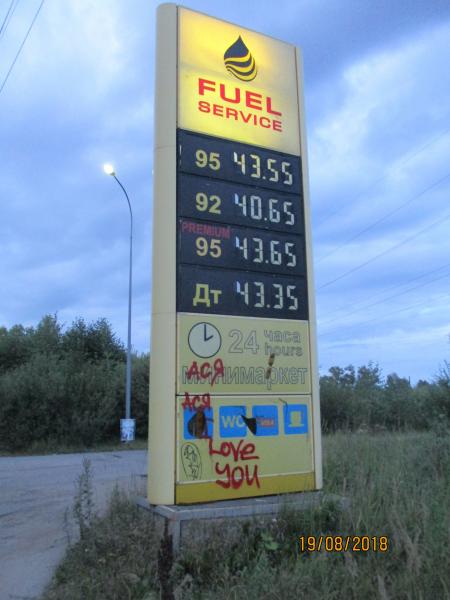 FUEL
SERVICE
95 43.55
92 40.65
PREMIUM
95 43.65
Дт 43.35
24 часа
hours
АСЯ
минимаркет
АСЯ
WC VISA
Love
YOU
19/08/2018